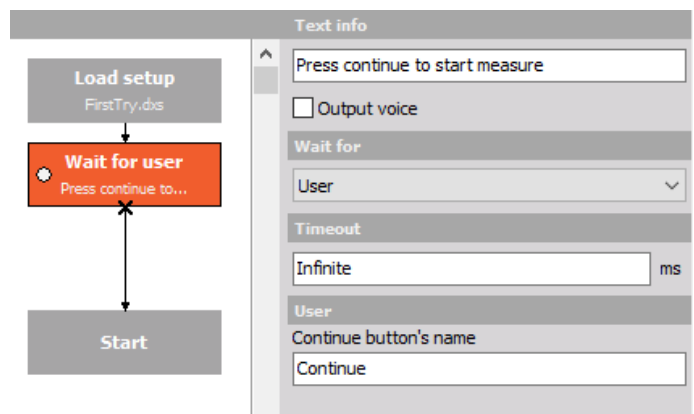 Text info
Load setup
FirstTry.dxs
Wait for user
Press continue to...
Start
Press continue to start measure
Output voice
Wait for
User
Timeout
Infinite
ms
User
Continue button's name
Continue